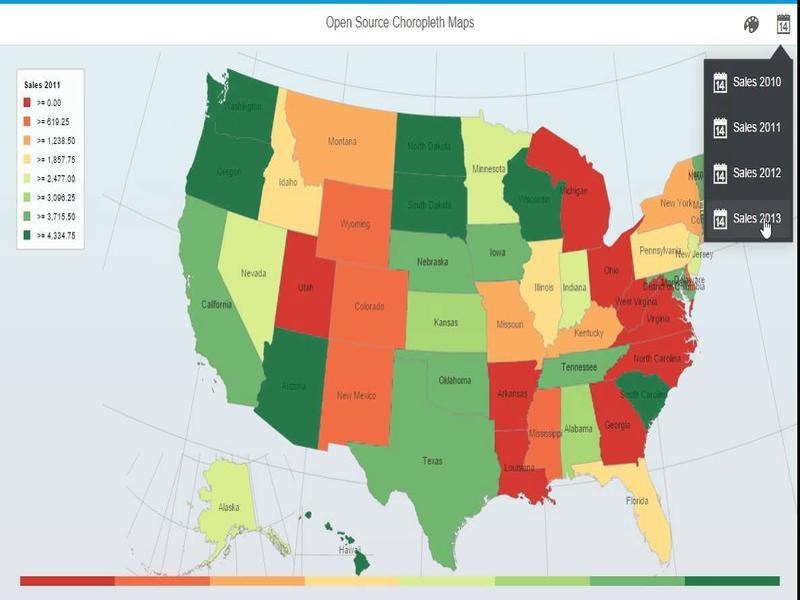 Open Source Choropleth Maps
14
Sales 2011
>= 0.00
>= 619.25
>= 1,238.50
>= 1,857.75
>= 2,477.00
>= 3,096.25
>= 3,715.50
>= 4,334.75
14 Sales 2010
14 Sales 2011
14 Sales 2012
14 Sales 2013
Washington
Montana
North Dakota
Minnesota
Oregon
Idaho
South Dakota
Wisconsin
Michigan
New York
Wyoming
Nebraska
Iowa
Pennsylvania
New Jersey
Nevada
Utah
Colorado
Illinois
Indiana
Ohio
Delaware
District of Columbia
California
Kansas
Missouri
West Virginia
Virginia
Kentucky
Arizona
New Mexico
Oklahoma
Tennessee
North Carolina
Arkansas
South Carolina
Texas
Mississippi
Alabama
Georgia
Louisiana
Florida
Alaska
Hawaii